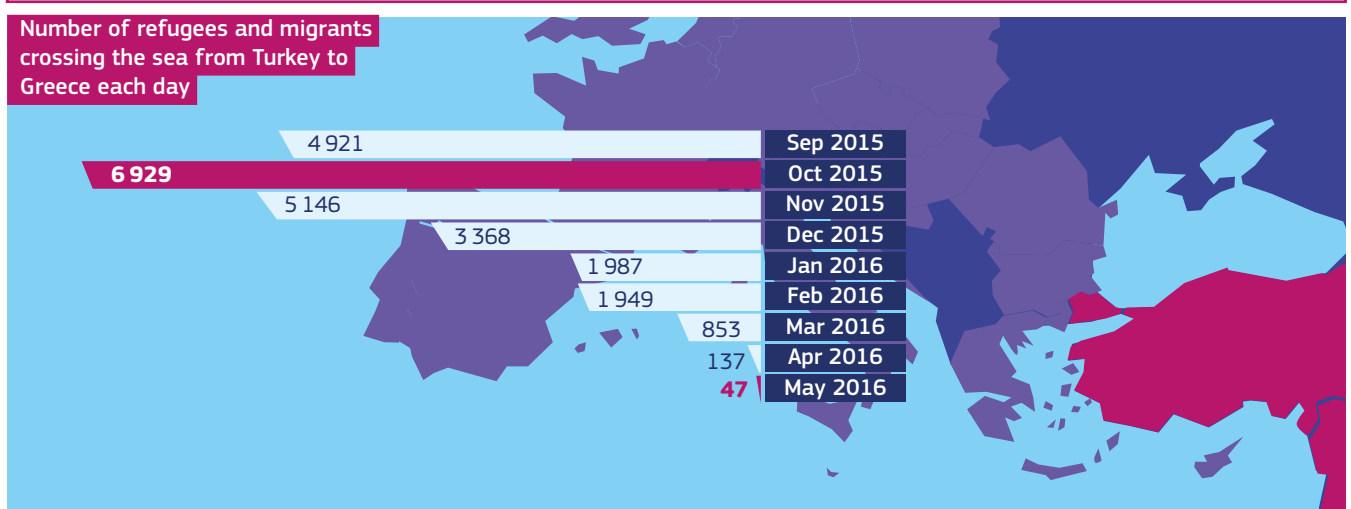 Number of refugees and migrants
crossing the sea from Turkey to
Greece each day
4 921 Sep 2015
6 929 Oct 2015
5 146 Nov 2015
3 368 Dec 2015
1 987 Jan 2016
1 949 Feb 2016
853 Mar 2016
137 Apr 2016
47 May 2016